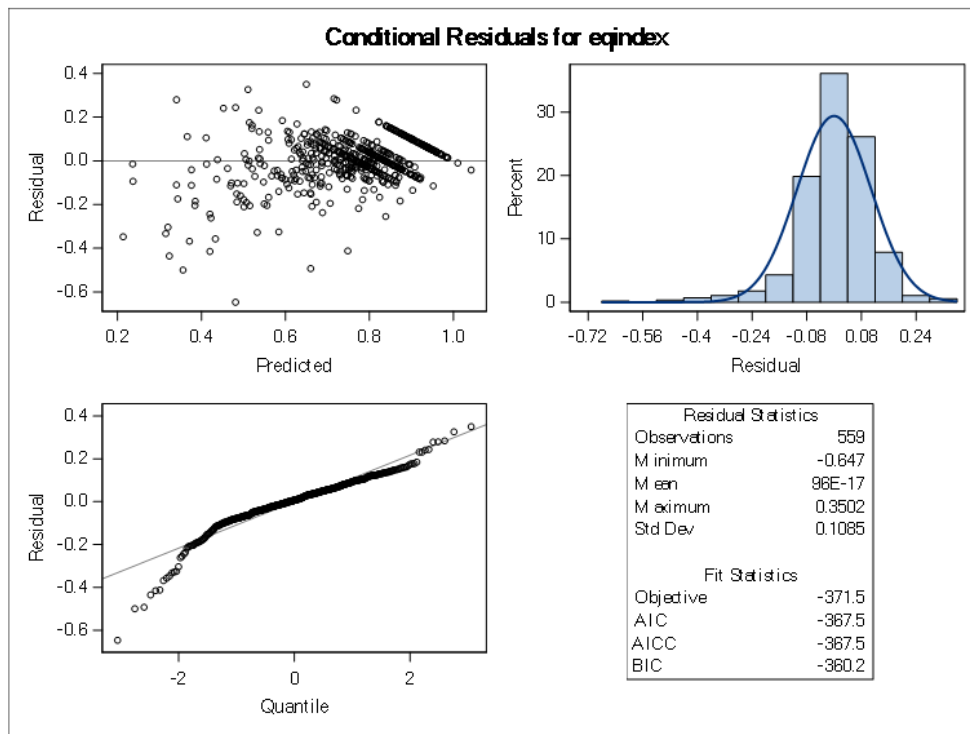 Conditional Residuals for eqindex
0.4
0.2
0.0
-0.2
-0.4
-0.6
Residual
0.2 0.4 0.6 0.8 1.0
Predicted
30
20
10
0
Percent
-0.72 -0.56 -0.4 -0.24 -0.08 0.08 0.24
Residual
0.4
0.2
0.0
-0.2
-0.4
-0.6
Residual
-2 0 2
Quantile
Residual Statistics
Observations 559
Minimum -0.647
Mean 96E-17
Maximum 0.3502
Std Dev 0.1085
Fit Statistics
Objective -371.5
AIC -367.5
AICC -367.5
BIC -360.2